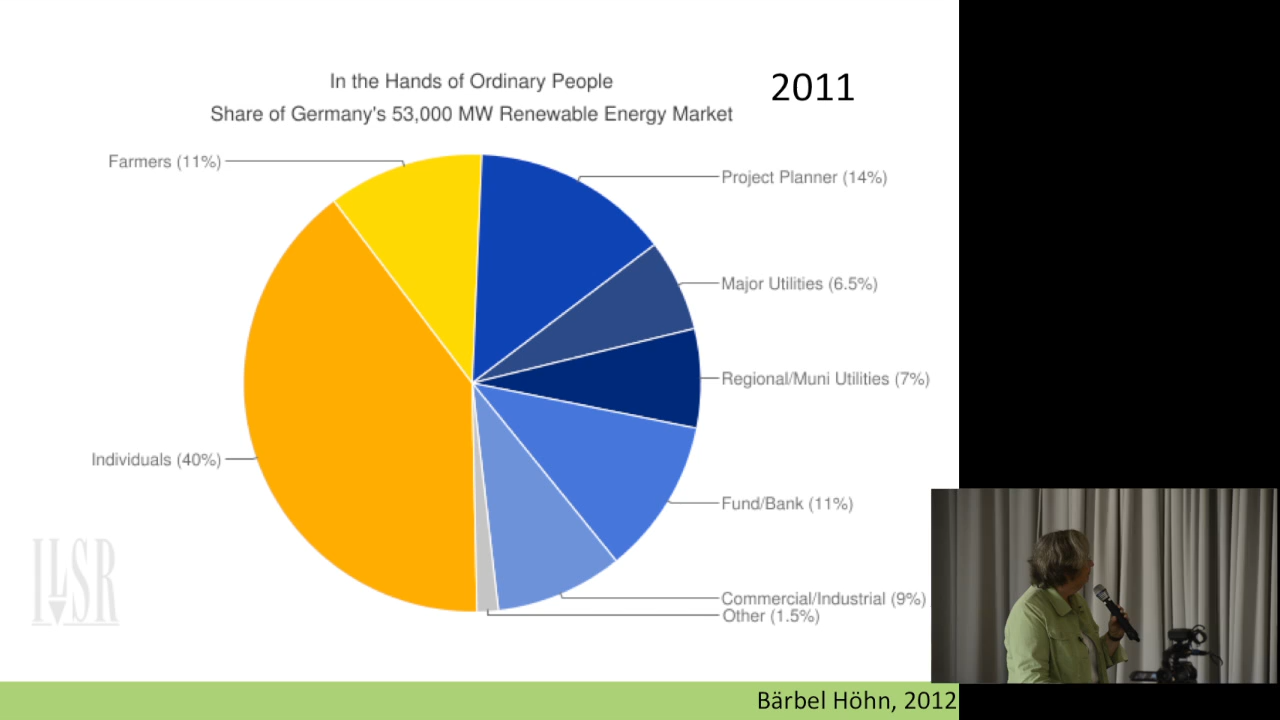 In the Hands of Ordinary People
2011
Share of Germany's 53,000 MW Renewable Energy Market
Farmers (11%)
Project Planner (14%)
Major Utilities (6.5%)
Regional/Muni Utilities (7%)
Individuals (40%)
Fund/Bank (11%)
ILSR
Commercial/Industrial (9%)
Other (1.5%)
Bärbel Höhn, 2012